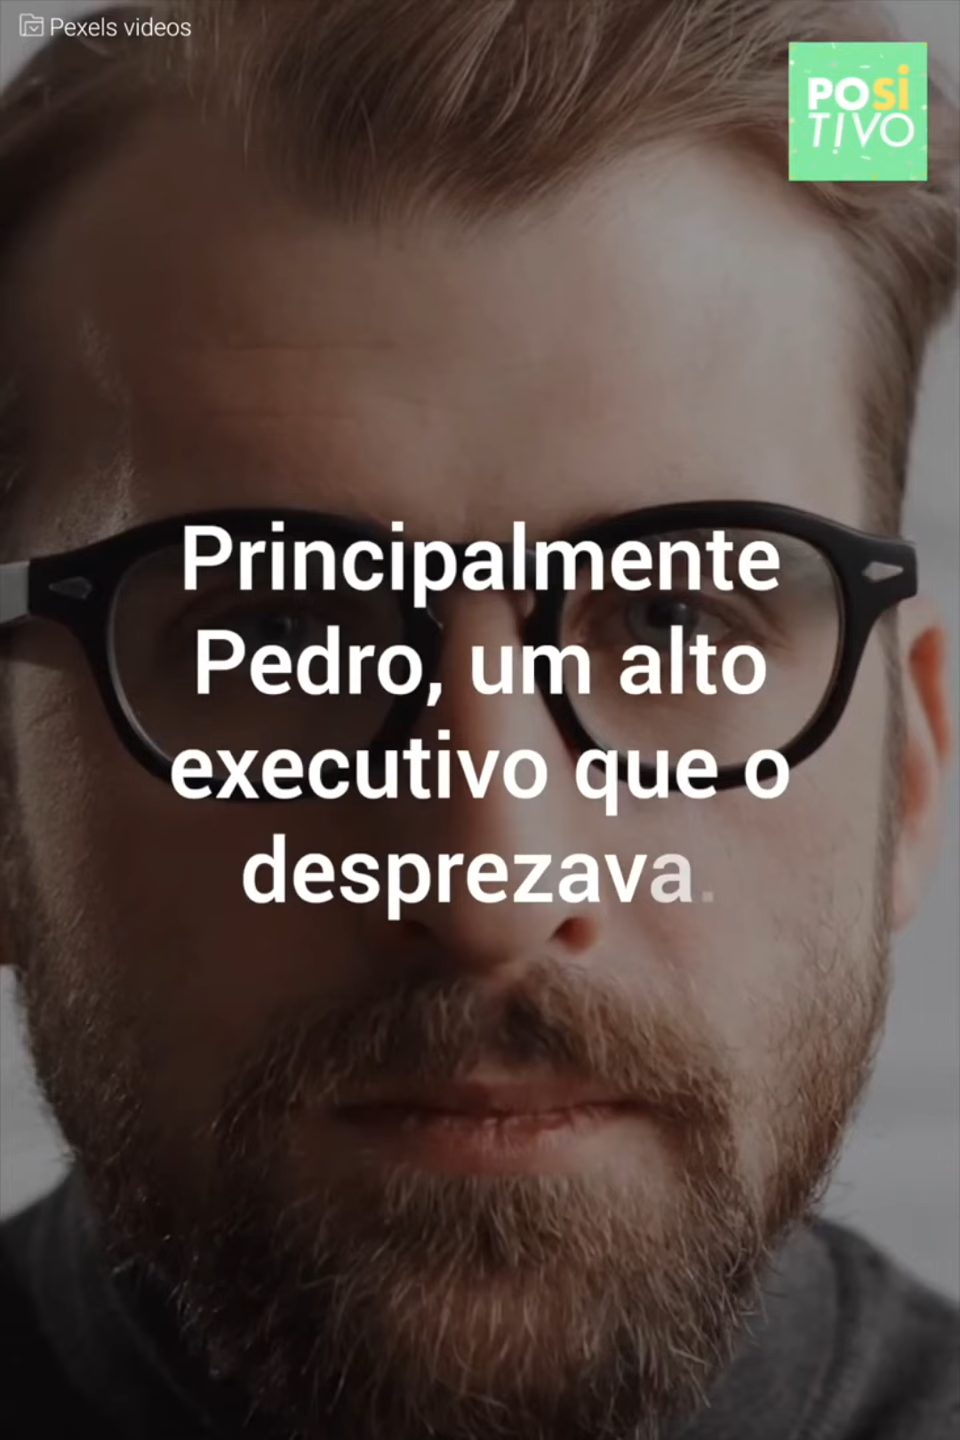 Pexels videos
POSI
TIVO
Principalmente
Pedro, um alto
executivo que o
desprezava.